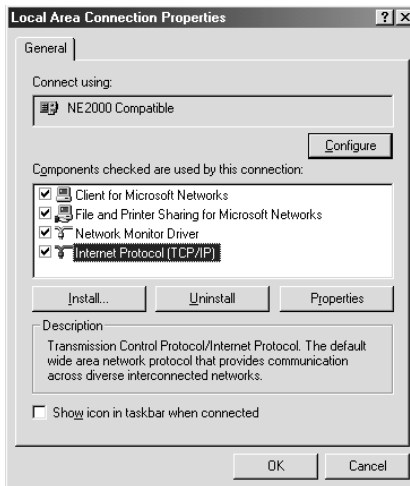 Local Area Connection Properties
General
Connect using:
NE2000 Compatible
Configure
Components checked are used by this connection:
Client for Microsoft Networks
File and Printer Sharing for Microsoft Networks
Network Monitor Driver
Internet Protocol (TCP/IP)
Install... Uninstall Properties
Description
Transmission Control Protocol/Internet Protocol. The default
wide area network protocol that provides communication
across diverse interconnected networks.
Show icon in taskbar when connected
OK Cancel